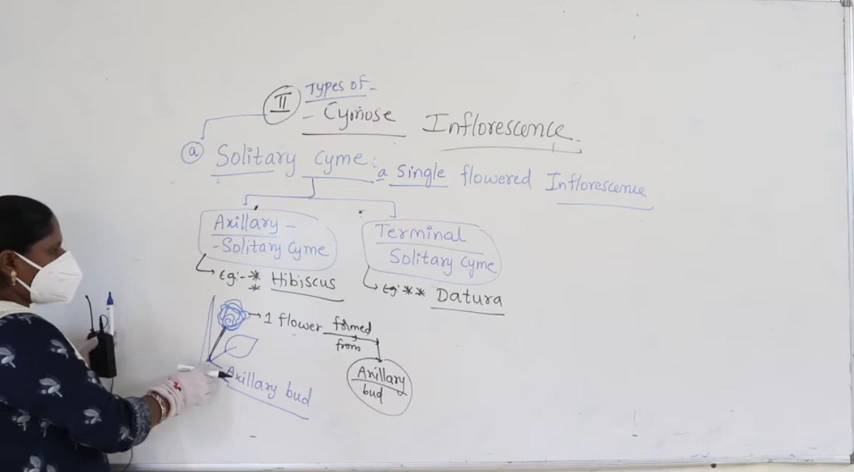 II Types of -
- Cymose Inflorescence.
a Solitary Cyme: a single flowered Inflorescence
Axillary -
- Solitary Cyme
Terminal
Solitary Cyme
eg:- * Hibiscus
*
eg: ** Datura
1 flower formed
from
Axillary
bud
Axillary bud